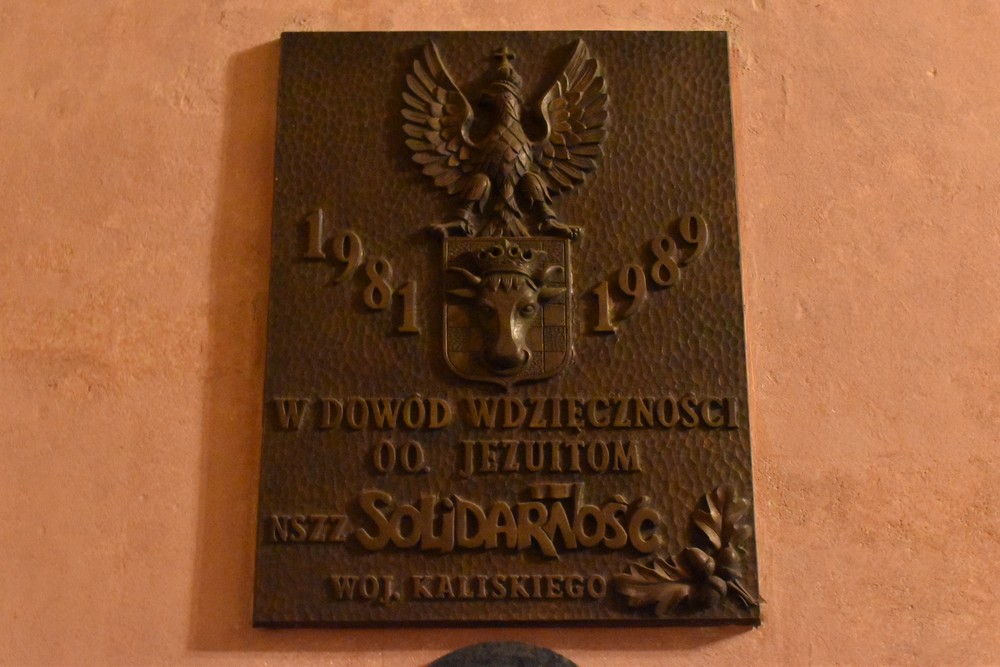 1981 1989
W DOWÓD WDZIĘCZNOŚCI
OO. JEZUITOM
NSZZ SOLiDARNOŚĆ
WOJ. KALISKIEGO